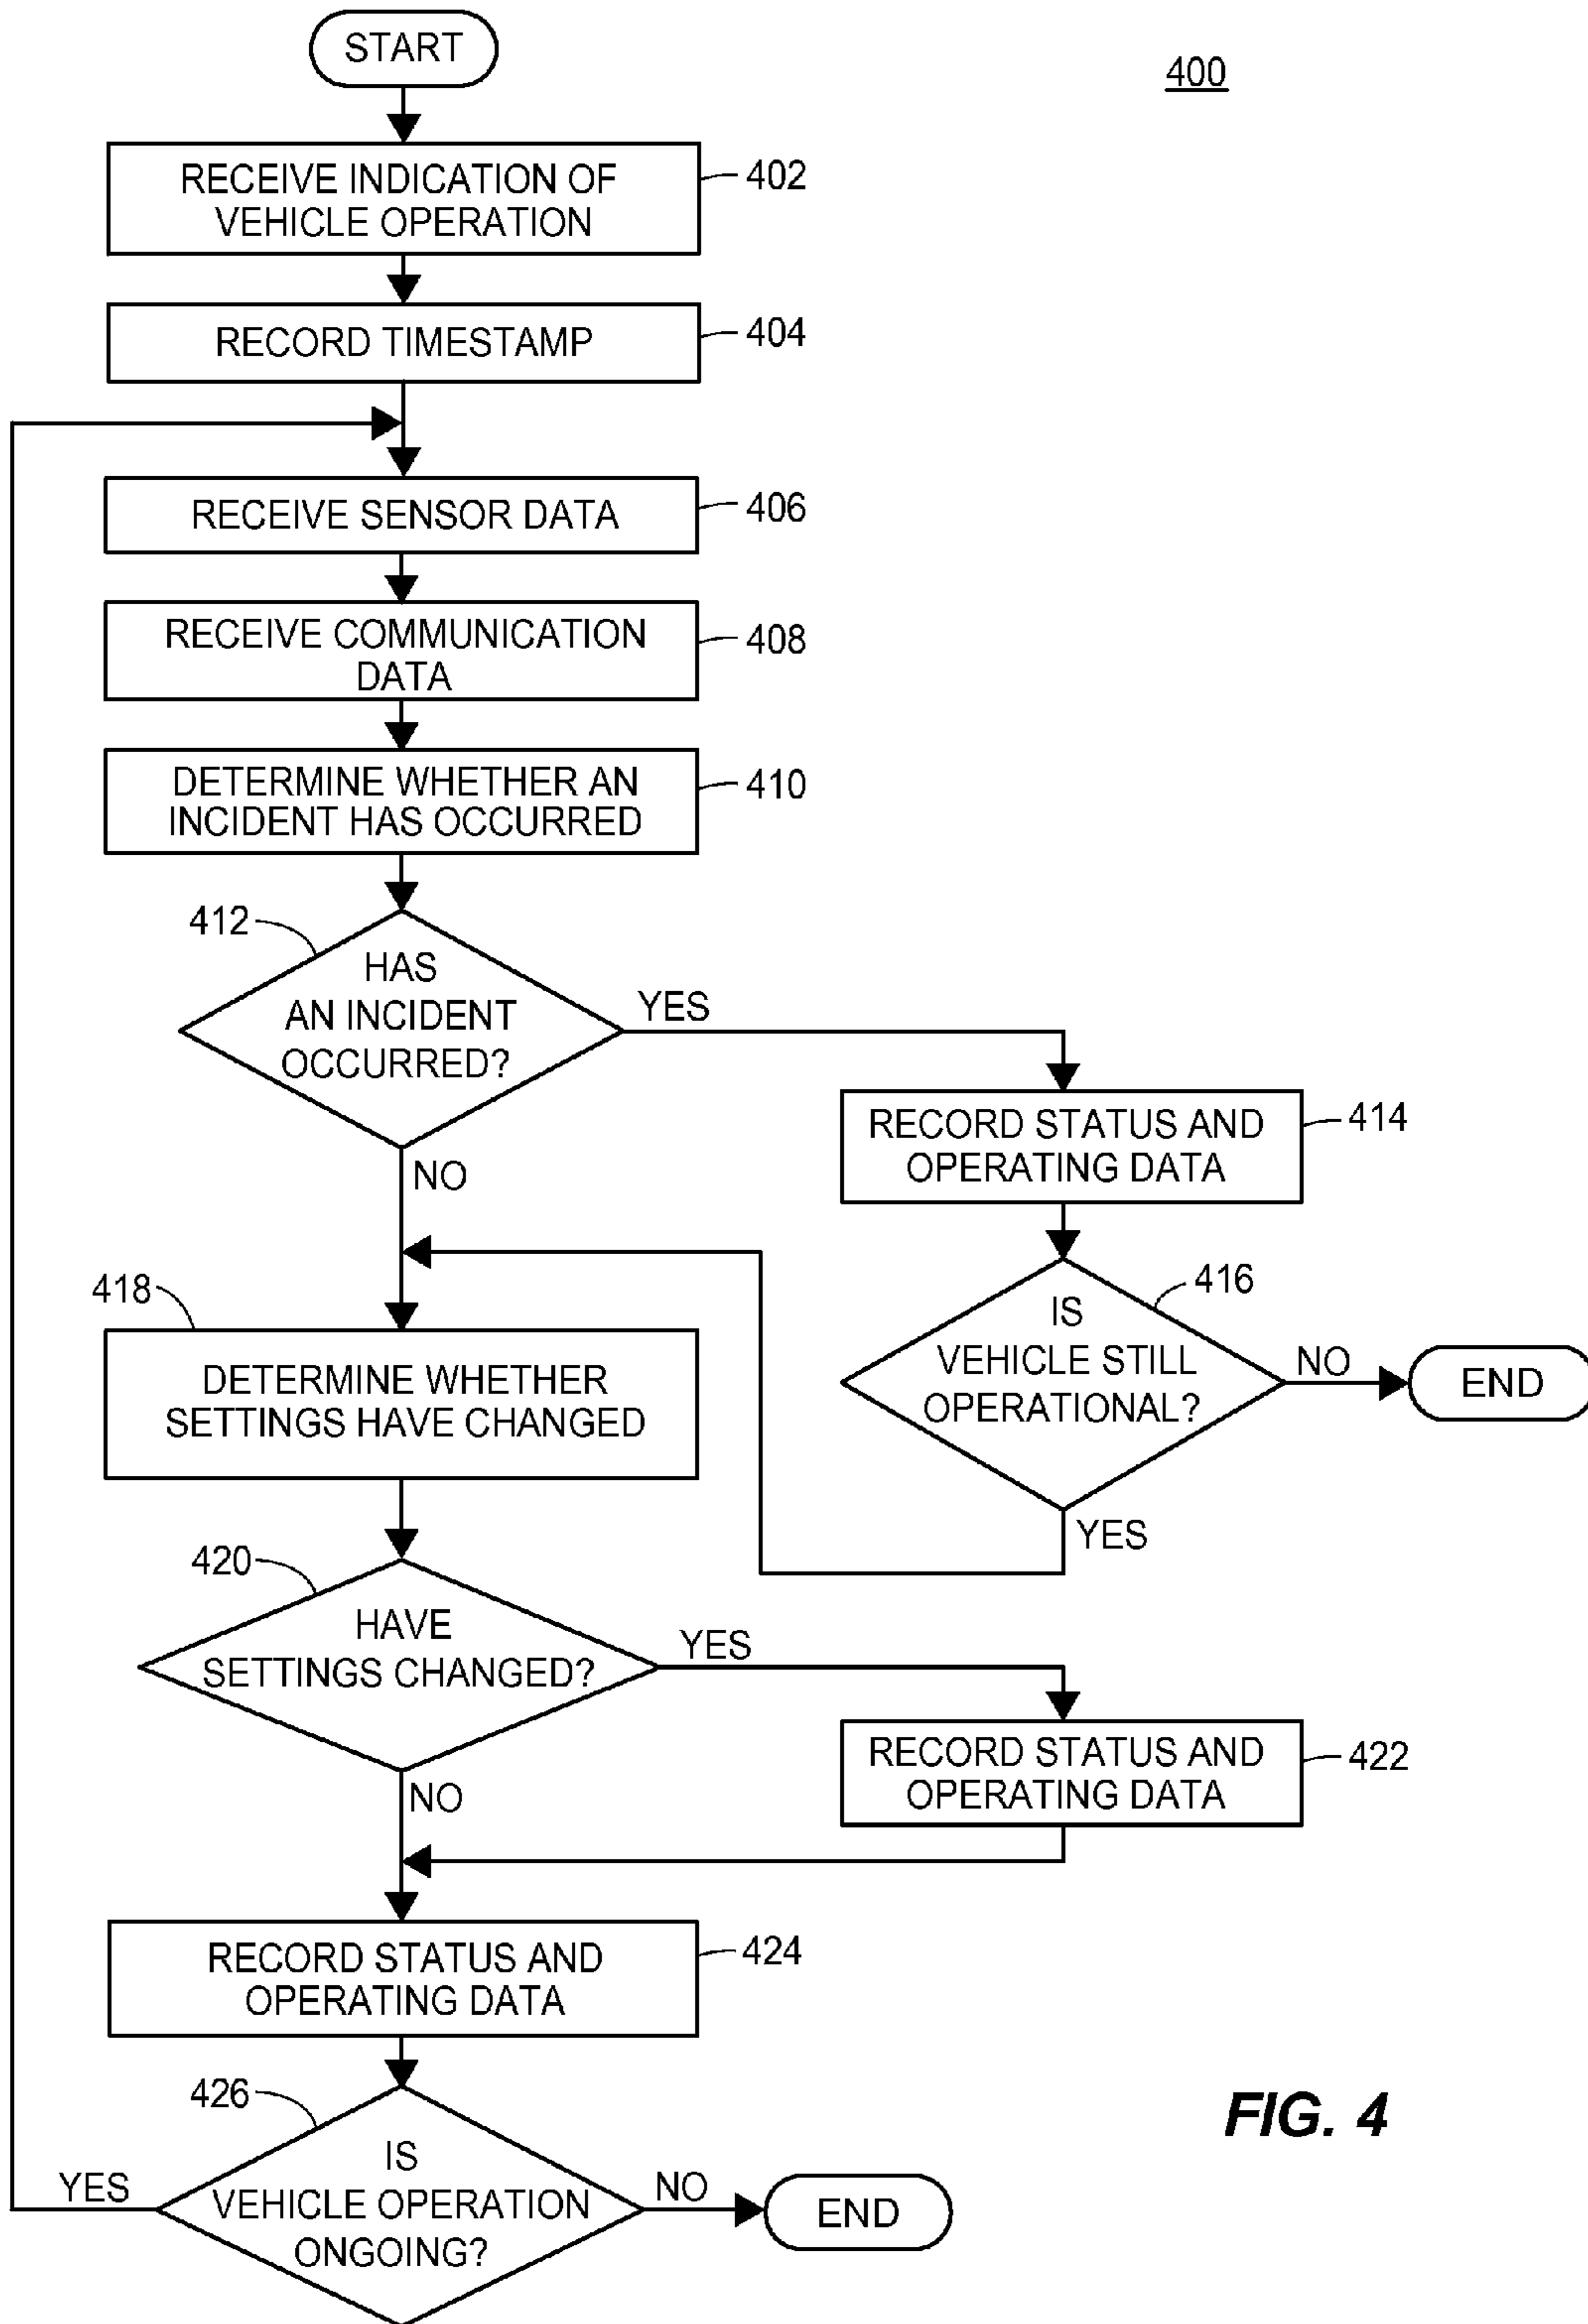 START
400
RECEIVE INDICATION OF
VEHICLE OPERATION
402
RECORD TIMESTAMP
404
RECEIVE SENSOR DATA
406
RECEIVE COMMUNICATION
DATA
408
DETERMINE WHETHER AN
INCIDENT HAS OCCURRED
410
412
HAS
AN INCIDENT
OCCURRED?
YES
NO
RECORD STATUS AND
OPERATING DATA
414
416
IS
VEHICLE STILL
OPERATIONAL?
NO
END
YES
418
DETERMINE WHETHER
SETTINGS HAVE CHANGED
420
HAVE
SETTINGS CHANGED?
YES
NO
RECORD STATUS AND
OPERATING DATA
422
RECORD STATUS AND
OPERATING DATA
424
426
IS
VEHICLE OPERATION
ONGOING?
YES
NO
END
FIG. 4